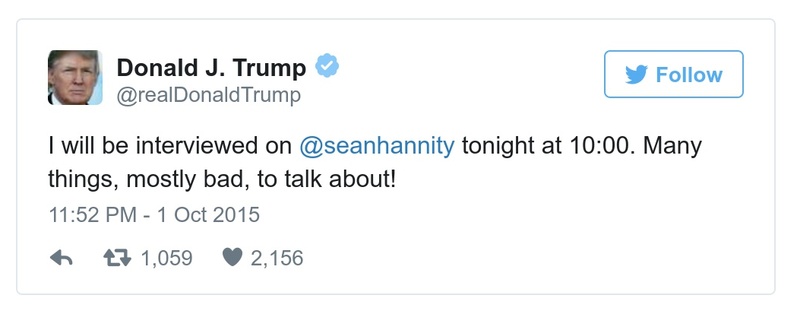 Donald J. Trump
@realDonaldTrump
Follow
I will be interviewed on @seanhannity tonight at 10:00. Many
things, mostly bad, to talk about!
11:52 PM - 1 Oct 2015
1,059 2,156